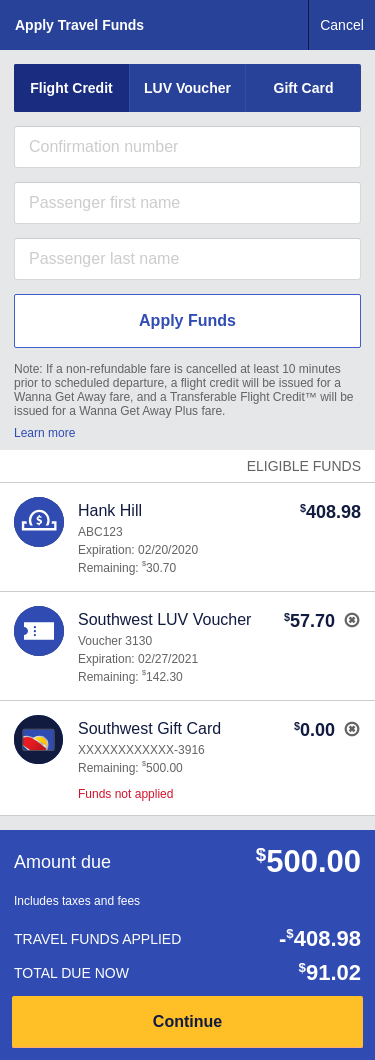 Apply Travel Funds
Cancel
Flight Credit
LUV Voucher
Gift Card
Confirmation number
Passenger first name
Passenger last name
Apply Funds
Note: If a non-refundable fare is cancelled at least 10 minutes
prior to scheduled departure, a flight credit will be issued for a
Wanna Get Away fare, and a Transferable Flight Credit™ will be
issued for a Wanna Get Away Plus fare.
Learn more
ELIGIBLE FUNDS
Hank Hill
$408.98
ABC123
Expiration: 02/20/2020
Remaining: $30.70
Southwest LUV Voucher
$57.70
Voucher 3130
Expiration: 02/27/2021
Remaining: $142.30
Southwest Gift Card
$0.00
XXXXXXXXXXXX-3916
Remaining: $500.00
Funds not applied
Amount due
$500.00
Includes taxes and fees
TRAVEL FUNDS APPLIED
-$408.98
TOTAL DUE NOW
$91.02
Continue